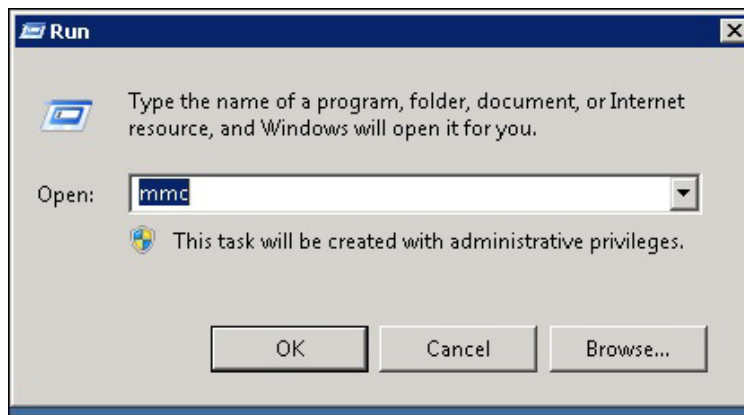 Run
Type the name of a program, folder, document, or Internet
resource, and Windows will open it for you.
Open: mmc
This task will be created with administrative privileges.
OK Cancel Browse...